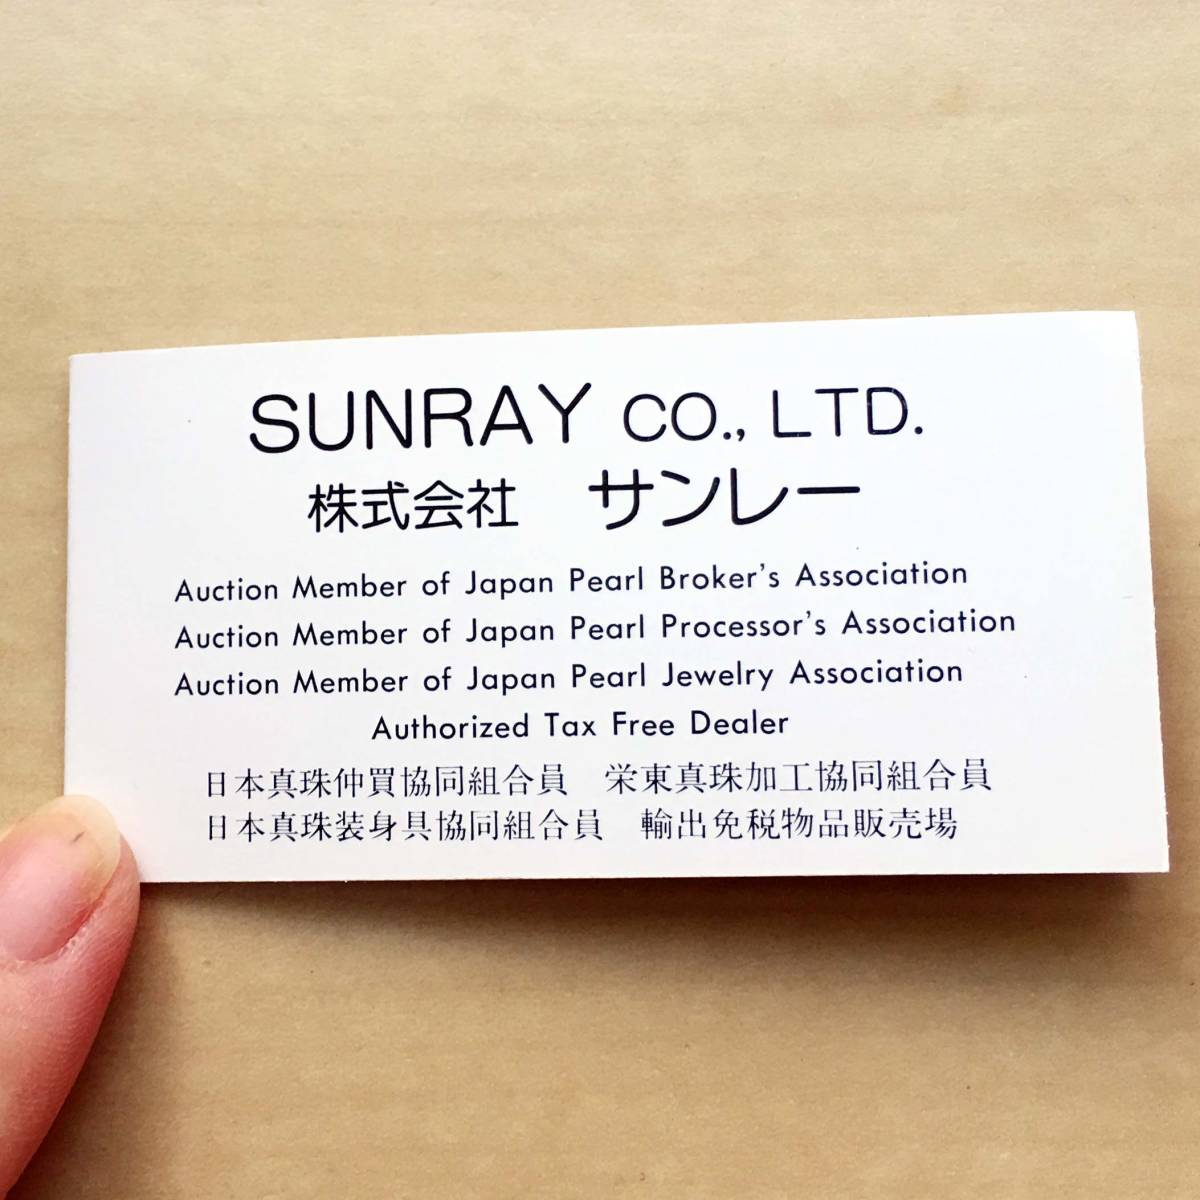 SUNRAY CO., LTD.
株式会社 サンレー
Auction Member of Japan Pearl Broker's Association
Auction Member of Japan Pearl Processor's Association
Auction Member of Japan Pearl Jewelry Association
Authorized Tax Free Dealer
日本真珠仲買協同組合員 栄東真珠加工協同組合員
日本真珠装身具協同組合員 輸出免税物品販売場